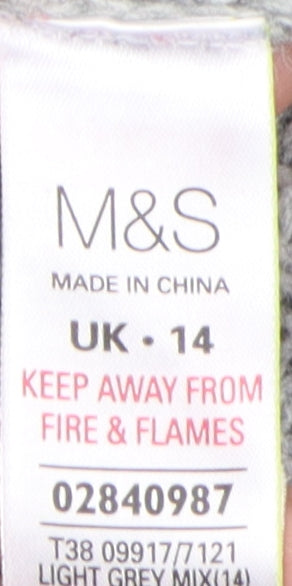 M&S
MADE IN CHINA
UK • 14
KEEP AWAY FROM
FIRE & FLAMES
02840987
T38 09917/7121
LIGHT GREY MIX(14)